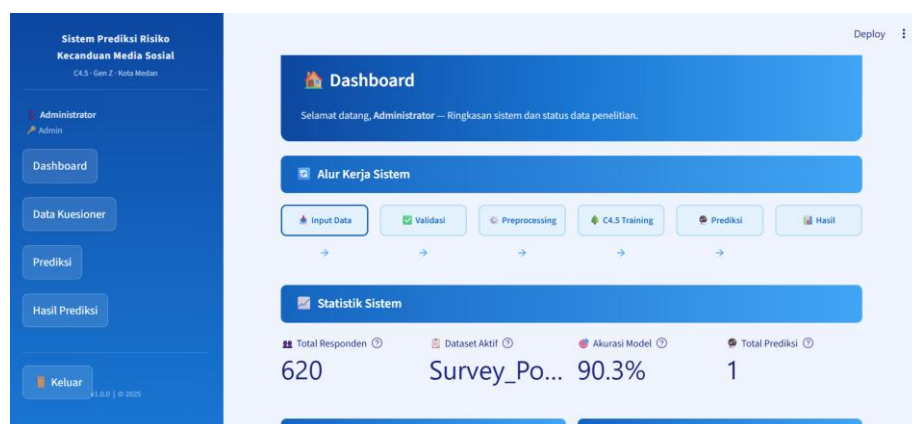 Sistem Prediksi Risiko
Kecanduan Media Sosial
C4.5 · Gen Z · Kota Medan
Administrator
Admin
Dashboard
Data Kuesioner
Prediksi
Hasil Prediksi
Keluar
v1.0.0 | © 2025
Deploy
Dashboard
Selamat datang, Administrator — Ringkasan sistem dan status data penelitian.
Alur Kerja Sistem
Input Data
Validasi
Preprocessing
C4.5 Training
Prediksi
Hasil
Statistik Sistem
Total Responden
Dataset Aktif
Akurasi Model
Total Prediksi
620
Survey_Po...
90.3%
1